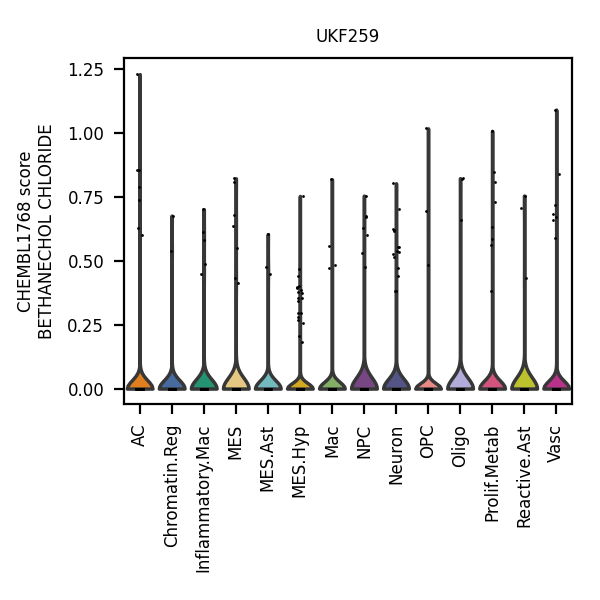 UKF259
CHEMBL1768 score
BETHANECHOL CHLORIDE
1.25
1.00
0.75
0.50
0.25
0.00
AC
Chromatin.Reg
Inflammatory.Mac
MES
MES.Ast
MES.Hyp
Mac
NPC
Neuron
OPC
Oligo
Prolif.Metab
Reactive.Ast
Vasc